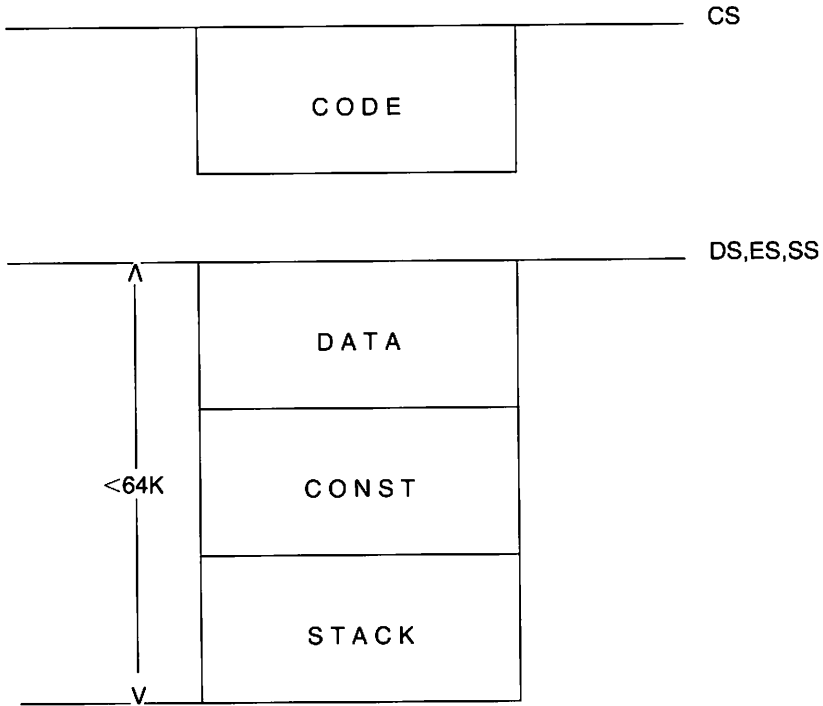 CS
CODE
DS,ES,SS
DATA
<64K
CONST
STACK